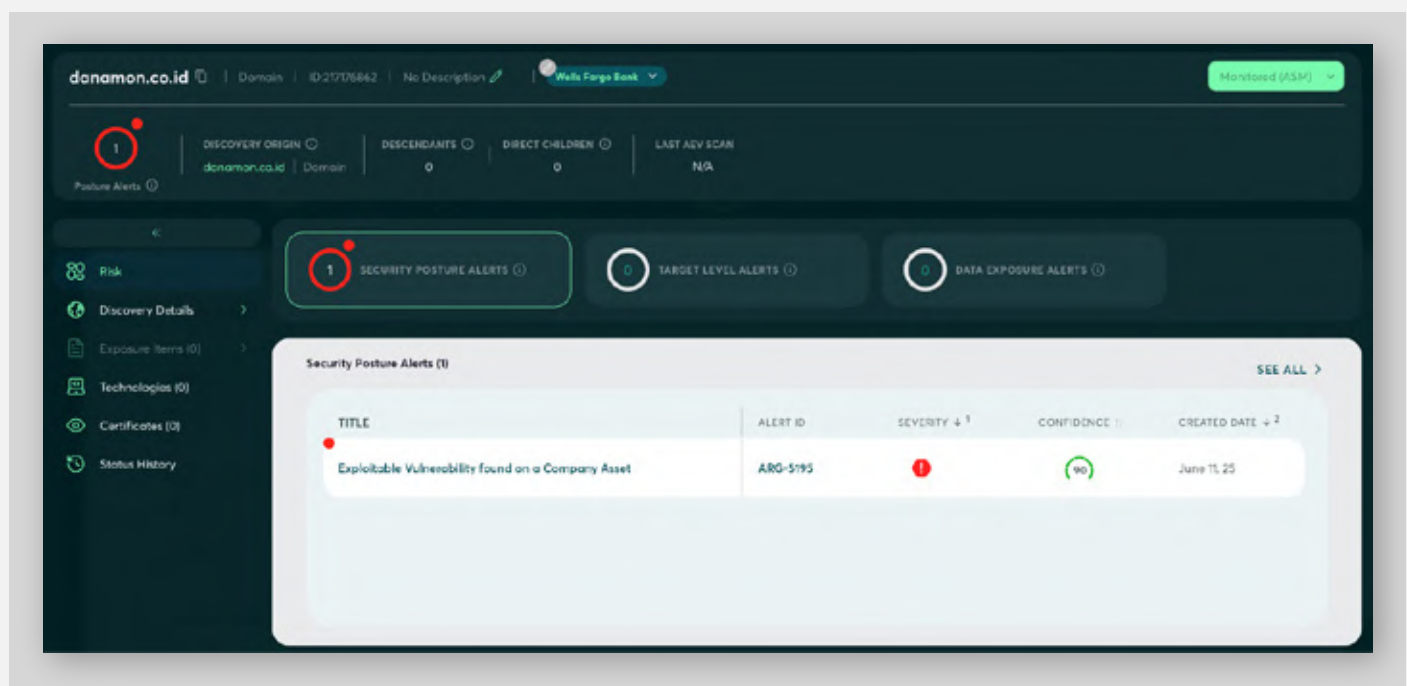 danamon.co.id | Domain | ID:217176862 | No Description | Wells Fargo Bank
Monitored (ASM)
1
Posture Alerts
DISCOVERY ORIGIN
danamon.co.id | Domain
DESCENDANTS
0
DIRECT CHILDREN
0
LAST AEV SCAN
N/A
Risk
Discovery Details
Exposure Items (0)
Technologies (0)
Certificates (0)
Status History
1 SECURITY POSTURE ALERTS
0 TARGET LEVEL ALERTS
0 DATA EXPOSURE ALERTS
Security Posture Alerts (1)
SEE ALL >
TITLE ALERT ID SEVERITY ↓ 1 CONFIDENCE CREATED DATE ↓ 2
Exploitable Vulnerability found on a Company Asset ARG-5195 ! 90 June 11, 25